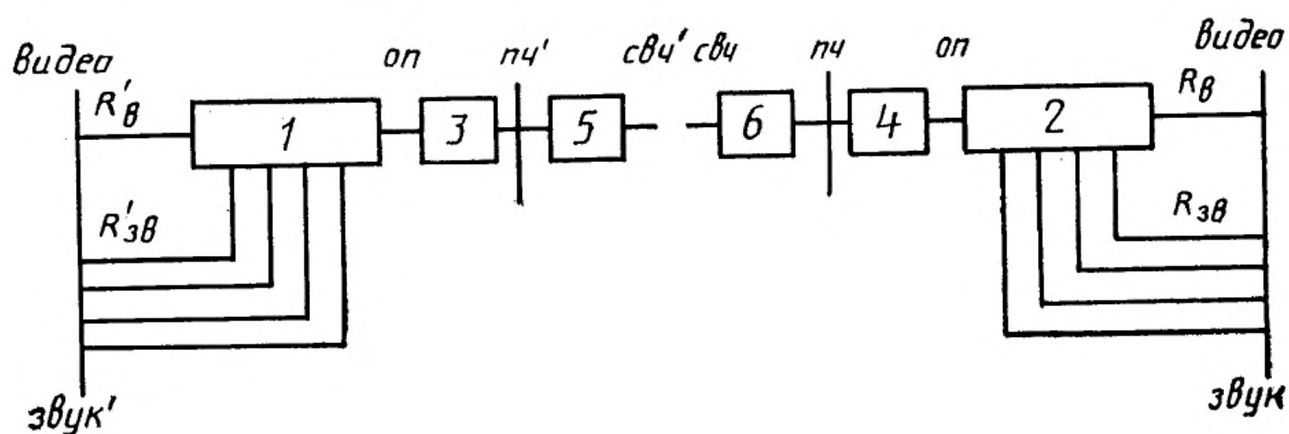 видео
оп
пч'
свч' свч
пч
оп
видео
R'в
1
3
5
6
4
2
Rв
R'зв
Rзв
звук'
звук